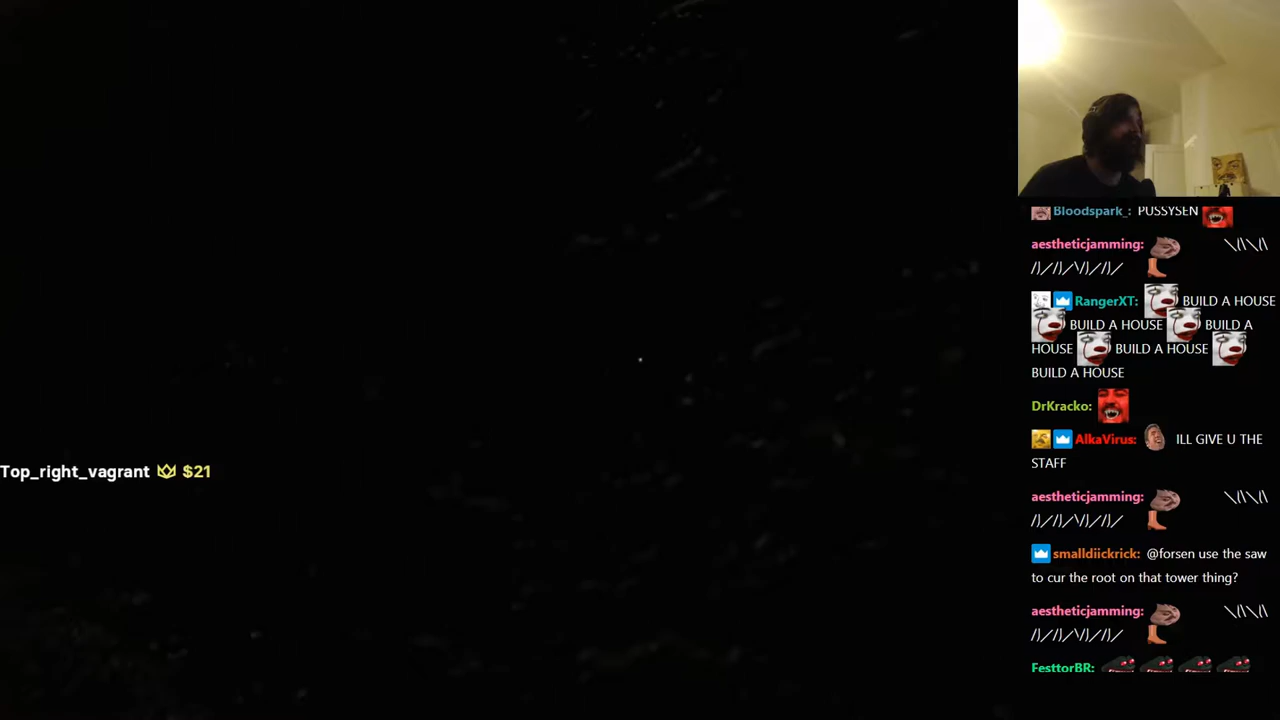 Top_right_vagrant $21
Bloodspark_: PUSSYSEN
aestheticjamming: \|\|\
/|//|/\/|//|/
RangerXT: BUILD A HOUSE
BUILD A HOUSE BUILD A
HOUSE BUILD A HOUSE
BUILD A HOUSE
DrKracko:
AlkaVirus: ILL GIVE U THE
STAFF
aestheticjamming: \|\|\
/|//|/\/|//|/
smalldiickrick: @forsen use the saw
to cur the root on that tower thing?
aestheticjamming: \|\|\
/|//|/\/|//|/
FesttorBR: